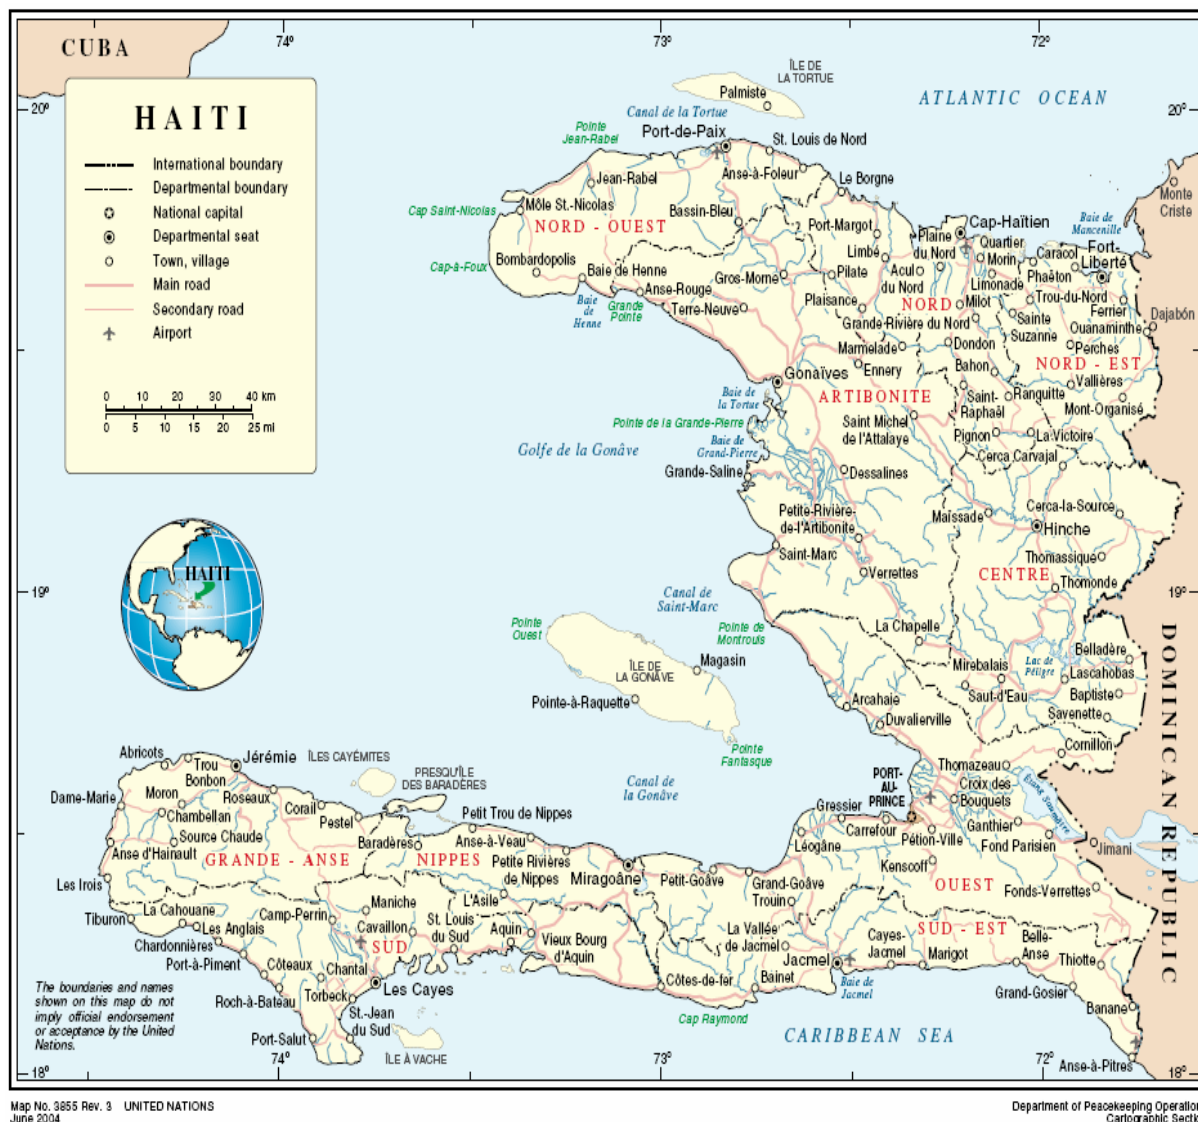 CUBA
74°
73°
72°
20°
20°
HAITI
International boundary
Departmental boundary
National capital
Departmental seat
Town, village
Main road
Secondary road
Airport
0 10 20 30 40 km
0 5 10 15 20 25 mi
ÎLE DE
LA TORTUE
Palmiste
ATLANTIC OCEAN
Canal de la Tortue
Pointe
Jean-Rabel
Port-de-Paix
St. Louis de Nord
Jean-Rabel
Anse-à-Foleur
Le Borgne
Monte
Criste
Cap Saint-Nicolas
Môle St.-Nicolas
NORD - OUEST
Bassin-Bleu
Port-Margot
Cap-Haïtien
Baie de
Mancenille
Limbé
Plaine
du Nord
Quartier
Morin
Caracol
Fort-
Liberté
Cap-à-Foux
Bombardopolis
Baie de Henne
Gros-Morne
Pilate
Acul
du Nord
Limonade
Phaëton
Anse-Rouge
Baie
de
Henne
Grande
Pointe
Terre-Neuve
Plaisance
NORD
Milot
Trou-du-Nord
Ferrier
Grande Rivière du Nord
Sainte
Suzanne
Ouanaminthe
Dajabón
Marmelade
Dondon
Perches
Ennery
Bahon
NORD - EST
Gonaïves
ARTIBONITE
Vallières
Baie de
la Tortue
Saint-
Raphaël
Ranguitte
Mont-Organisé
Pointe de la Grande-Pierre
Saint Michel
de l'Attalaye
Pignon
La Victoire
Golfe de la Gonâve
Baie de
Grand-Pierre
Cerca Carvajal
Grande-Saline
Dessalines
Petite-Rivière-
de-l'Artibonite
Maïssade
Cerca-la-Source
Hinche
Saint-Marc
Thomassique
Verrettes
CENTRE
Thomonde
HAITI
19°
19°
Canal de
Saint-Marc
Pointe
Ouest
Pointe de
Montrouis
La Chapelle
Belladère
ÎLE DE
LA GONÂVE
Magasin
Mirebalais
Lac de
Péligre
Lascahobas
Pointe-à-Raquette
Saut-d'Eau
Baptiste
Arcahaie
Savenette
Duvalierville
Cornillon
DOMINICAN REPUBLIC
Pointe
Fantasque
Abricots
Trou
Bonbon
Jérémie
ÎLES CAYÉMITES
PRESQU'ÎLE
DES BARADÈRES
Canal de
la Gonâve
PORT-
AU-
PRINCE
Thomazeau
Croix des
Bouquets
Etang Saumâtre
Dame-Marie
Moron
Roseaux
Chambellan
Corail
Pestel
Petit Trou de Nippes
Gressier
Carrefour
Ganthier
Source Chaude
Baradères
Anse-à-Veau
Léogâne
Pétion-Ville
Fond Parisien
Jimani
Anse d'Hainault
GRANDE - ANSE
NIPPES
Petite Rivières
de Nippes
Miragoâne
Kenscoff
Les Irois
Petit-Goâve
Grand-Goâve
OUEST
Fonds-Verrettes
L'Asile
Trouin
Tiburon
La Cahouane
Les Anglais
Camp-Perrin
Maniche
Cavaillon
St. Louis
du Sud
Aquin
Vieux Bourg
d'Aquin
La Vallée
de Jacmel
SUD - EST
Chardonnières
SUD
Cayes-
Jacmel
Belle-
Anse
Port-à-Piment
Côteaux
Chantal
Jacmel
Marigot
Thiotte
Les Cayes
Côtes-de-fer
Bainet
Baie de
Jacmel
Grand-Gosier
Roch-à-Bateau
Torbeck
Banane
St.-Jean
du Sud
Cap Raymond
Port-Salut
ÎLE À VACHE
CARIBBEAN SEA
Anse-à-Pitres
The boundaries and names
shown on this map do not
imply official endorsement
or acceptance by the United
Nations.
18°
74°
73°
72°
18°
Map No. 3855 Rev. 3 UNITED NATIONS
June 2004
Department of Peacekeeping Operation
Cartographic Secti